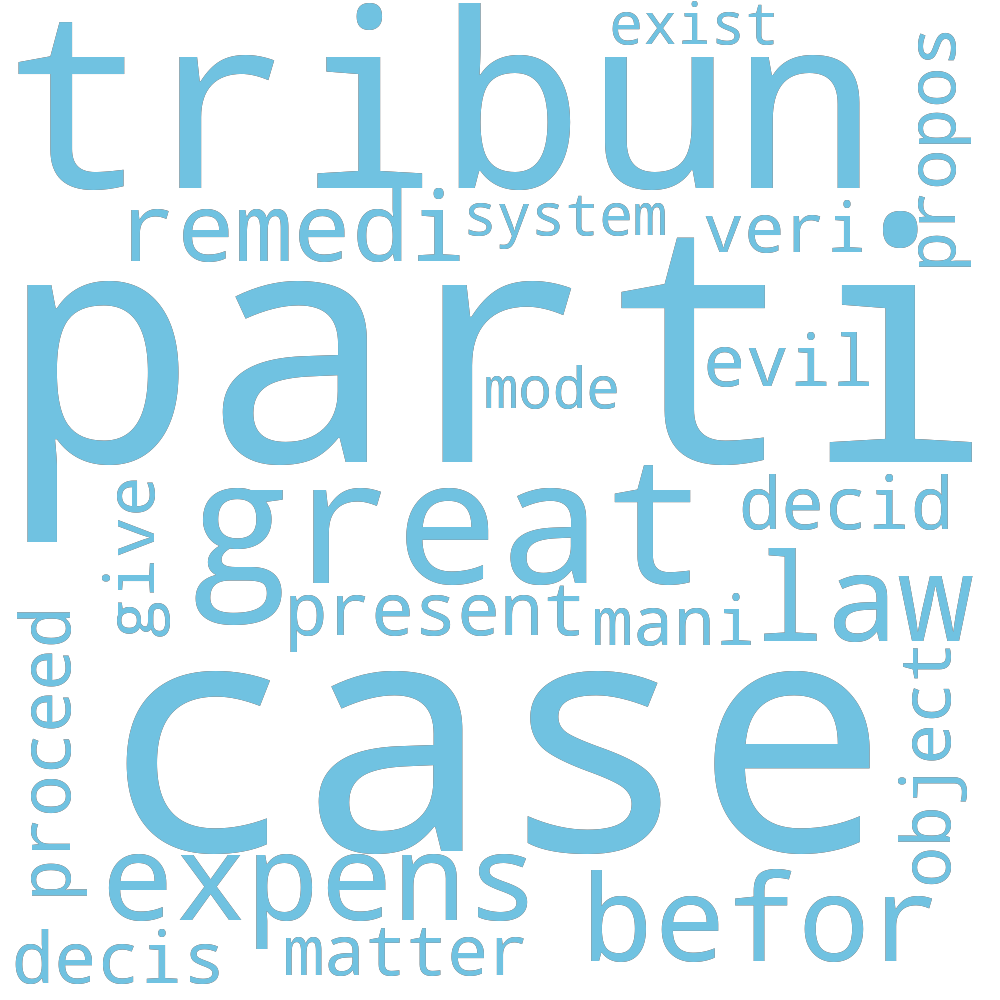 tribun
exist
propos
remedi
system
veri
parti
mode
evil
give
great
decid
present
mani
law
proceed
case
object
expens
befor
decis
matter